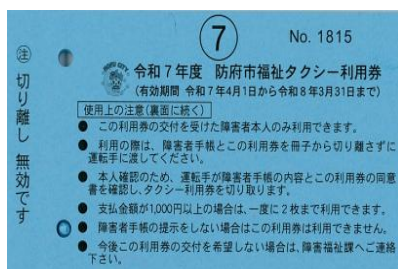 ⑦
No. 1815
㊟ 切り離し 無効です
令和7年度 防府市福祉タクシー利用券
(有効期間 令和7年4月1日から令和8年3月31日まで)
使用上の注意(裏面に続く)
● この利用券の交付を受けた障害者本人のみ利用できます。
● 利用の際は、障害者手帳とこの利用券を冊子から切り離さずに
運転手に渡してください。
● 本人確認のため、運転手が障害者手帳の内容とこの利用券の同意
書を確認し、タクシー利用券を切り取ります。
● 支払金額が1,000円以上の場合は、一度に2枚まで利用できます。
● 障害者手帳の提示をしない場合はこの利用券は利用できません。
● 今後この利用券の交付を希望しない場合は、障害福祉課へご連絡
下さい。